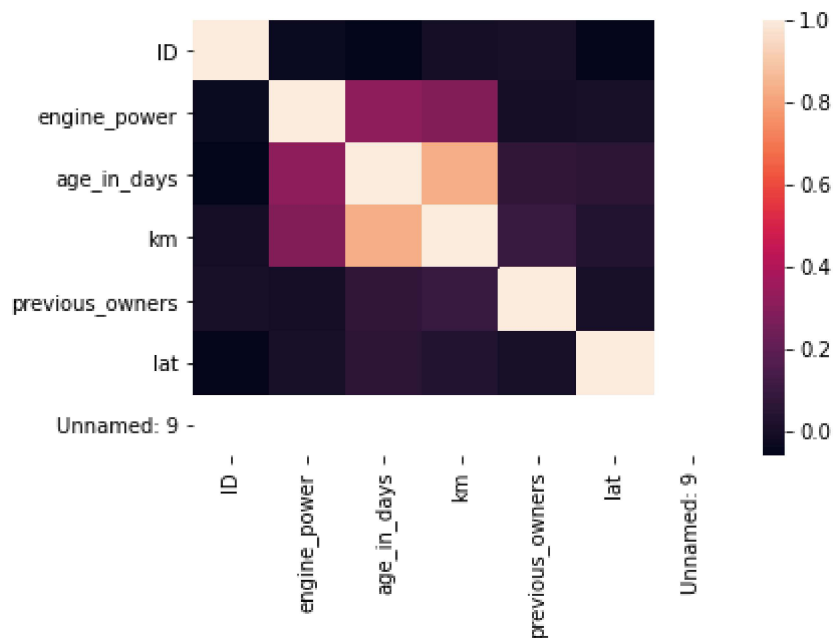 ID
engine_power
age_in_days
km
previous_owners
lat
Unnamed: 9
ID
engine_power
age_in_days
km
previous_owners
lat
Unnamed: 9
1.0
0.8
0.6
0.4
0.2
0.0